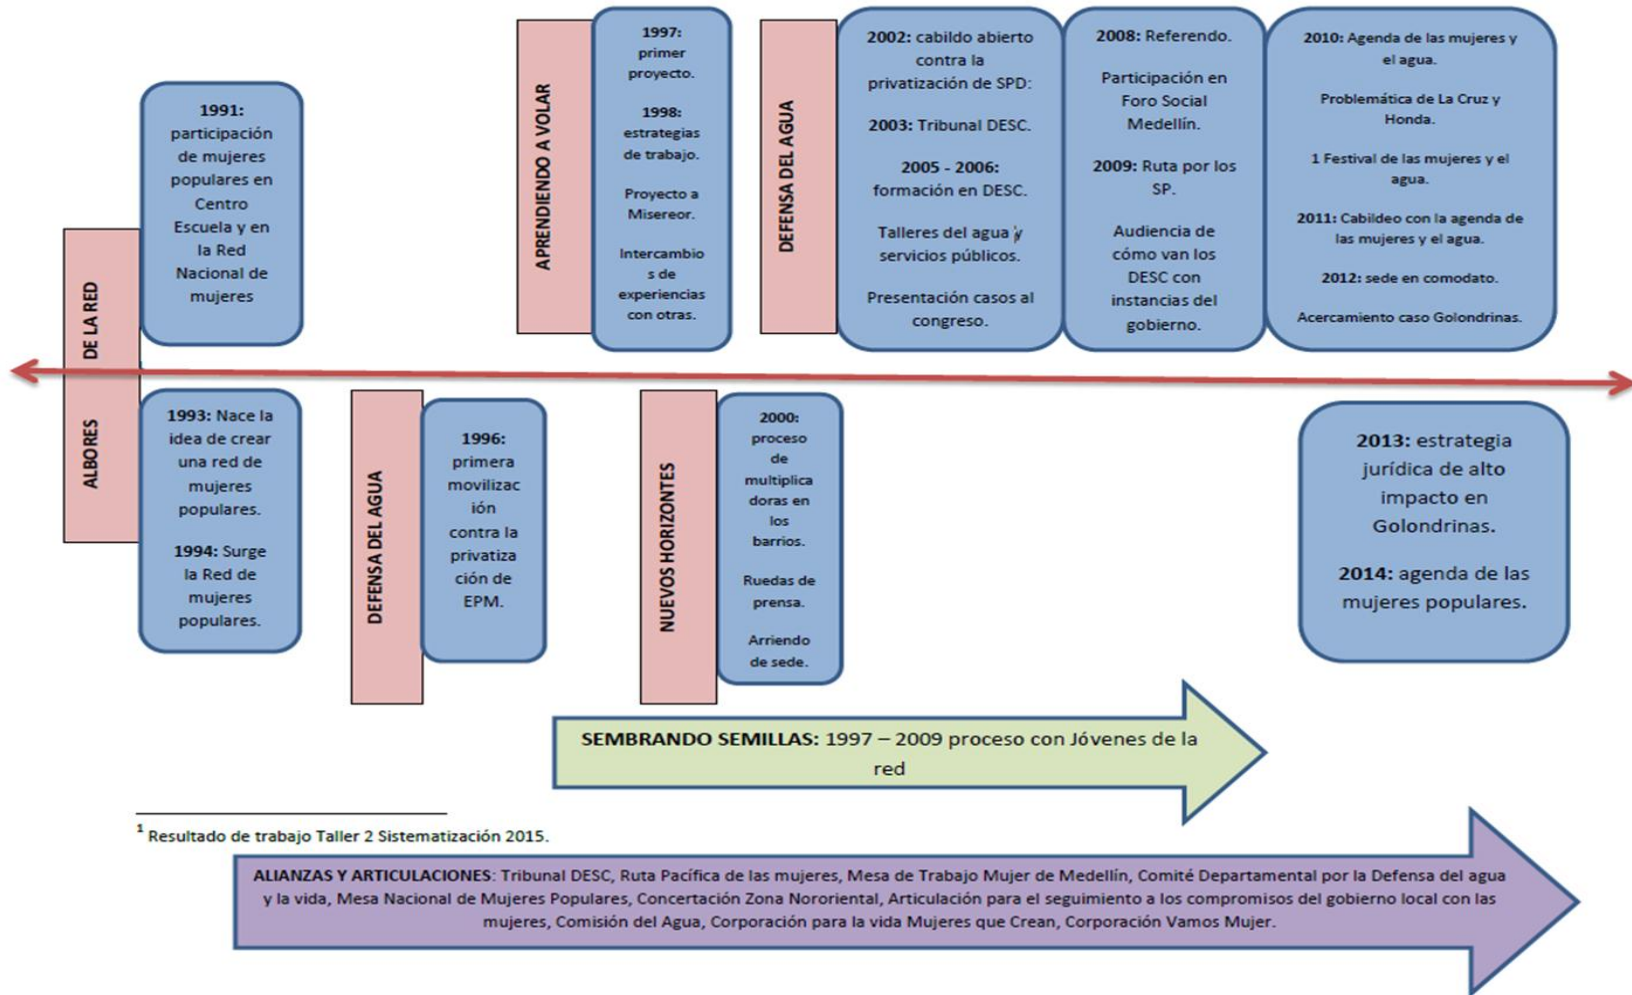 ALBORES DE LA RED
1991:
participación
de mujeres
populares en
Centro
Escuela y en
la Red
Nacional de
mujeres
1993: Nace la
idea de crear
una red de
mujeres
populares.
1994: Surge
la Red de
mujeres
populares.
DEFENSA DEL AGUA
1996:
primera
movilizac
ión
contra la
privatiza
ción de
EPM.
APRENDIENDO A VOLAR
1997:
primer
proyecto.
1998:
estrategias
de trabajo.
Proyecto a
Misereor.
Intercambio
s de
experiencias
con otras.
NUEVOS HORIZONTES
2000:
proceso
de
multiplica
doras en
los
barrios.
Ruedas de
prensa.
Arriendo
de sede.
DEFENSA DEL AGUA
2002: cabildo abierto
contra la
privatización de SPD:
2003: Tribunal DESC.
2005 - 2006:
formación en DESC.
Talleres del agua y
servicios públicos.
Presentación casos al
congreso.
2008: Referendo.
Participación en
Foro Social
Medellín.
2009: Ruta por los
SP.
Audiencia de
cómo van los
DESC con
instancias del
gobierno.
2010: Agenda de las mujeres y
el agua.
Problemática de La Cruz y
Honda.
1 Festival de las mujeres y el
agua.
2011: Cabildeo con la agenda de
las mujeres y el agua.
2012: sede en comodato.
Acercamiento caso Golondrinas.
2013: estrategia
jurídica de alto
impacto en
Golondrinas.
2014: agenda de las
mujeres populares.
SEMBRANDO SEMILLAS: 1997 – 2009 proceso con Jóvenes de la
red
1 Resultado de trabajo Taller 2 Sistematización 2015.
ALIANZAS Y ARTICULACIONES: Tribunal DESC, Ruta Pacífica de las mujeres, Mesa de Trabajo Mujer de Medellín, Comité Departamental por la Defensa del agua
y la vida, Mesa Nacional de Mujeres Populares, Concertación Zona Nororiental, Articulación para el seguimiento a los compromisos del gobierno local con las
mujeres, Comisión del Agua, Corporación para la vida Mujeres que Crean, Corporación Vamos Mujer.